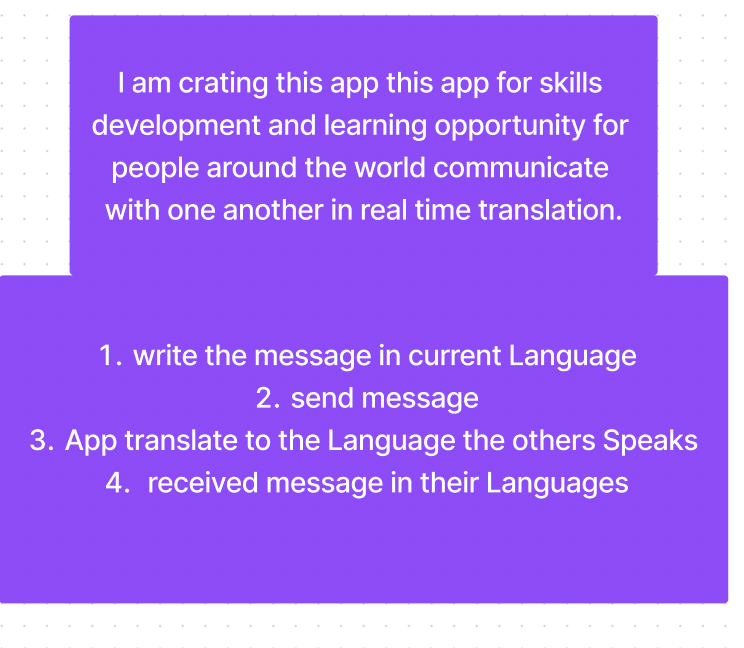 I am crating this app this app for skills
development and learning opportunity for
people around the world communicate
with one another in real time translation.
1. write the message in current Language
2. send message
3. App translate to the Language the others Speaks
4. received message in their Languages